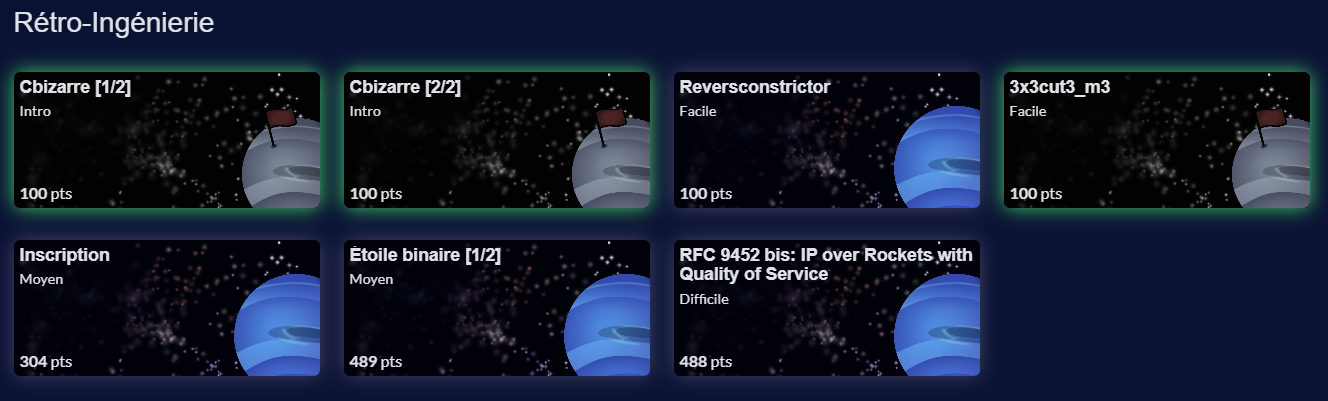 Rétro-Ingénierie
Cbizarre [1/2]
Intro
100 pts
Cbizarre [2/2]
Intro
100 pts
Reversconstrictor
Facile
100 pts
3x3cut3_m3
Facile
100 pts
Inscription
Moyen
304 pts
Étoile binaire [1/2]
Moyen
489 pts
RFC 9452 bis: IP over Rockets with
Quality of Service
Difficile
488 pts